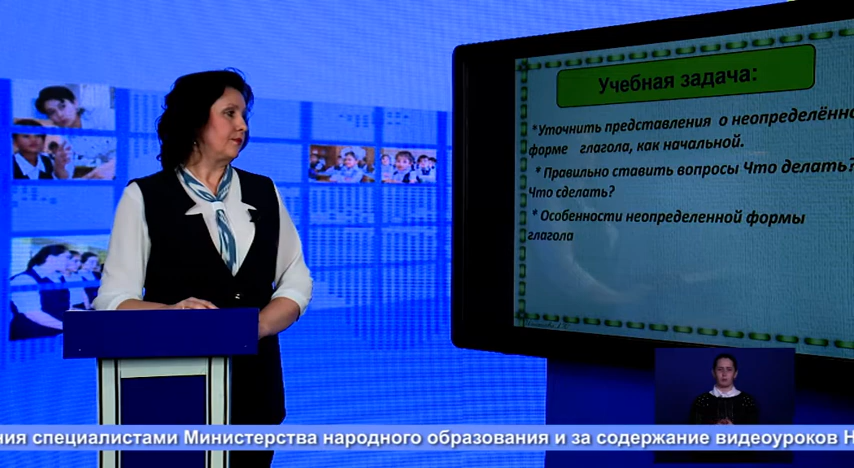 Учебная задача:
*Уточнить представления о неопределённо
форме глагола, как начальной.
* Правильно ставить вопросы Что делать?
Что сделать?
* Особенности неопределенной формы
глагола
ния специалистами Министерства народного образования и за содержание видеоуроков Н